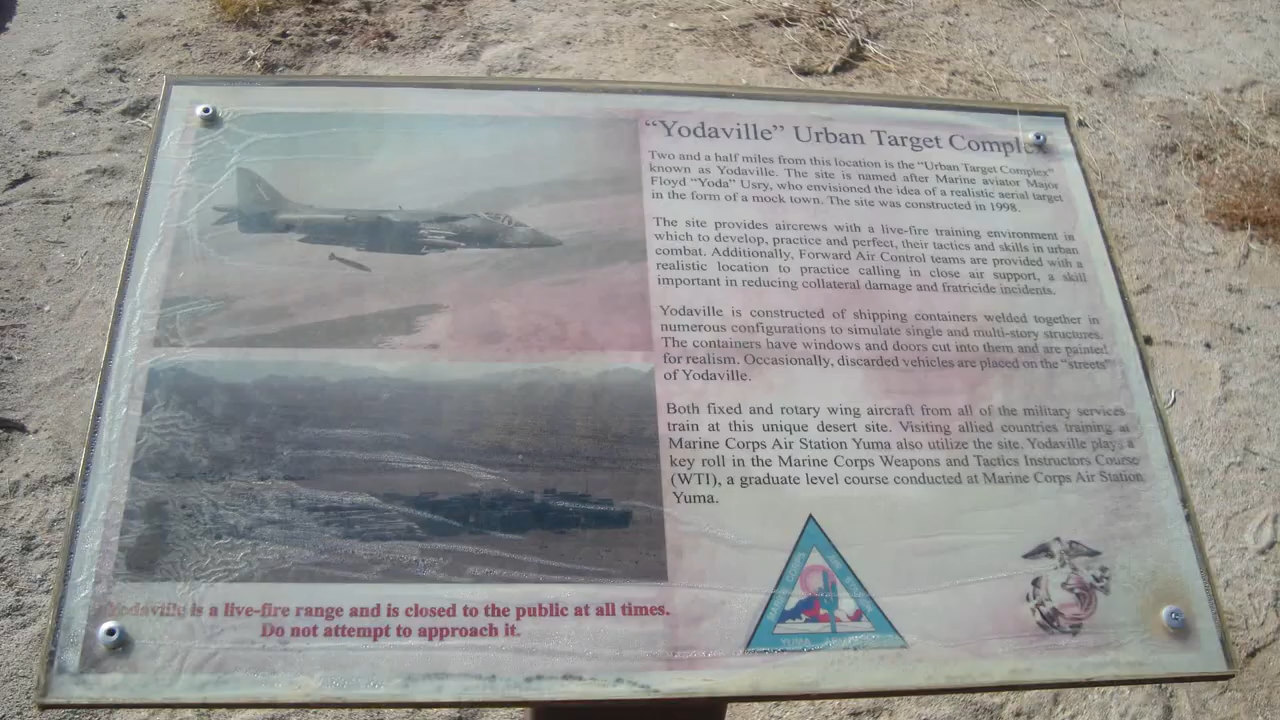 “Yodaville” Urban Target Complex
Two and a half miles from this location is the “Urban Target Complex”
known as Yodaville. The site is named after Marine aviator Major
Floyd “Yoda” Usry, who envisioned the idea of a realistic aerial target
in the form of a mock town. The site was constructed in 1998.
The site provides aircrews with a live-fire training environment in
which to develop, practice and perfect, their tactics and skills in urban
combat. Additionally, Forward Air Control teams are provided with a
realistic location to practice calling in close air support, a skill
important in reducing collateral damage and fratricide incidents.
Yodaville is constructed of shipping containers welded together in
numerous configurations to simulate single and multi-story structures.
The containers have windows and doors cut into them and are painted
for realism. Occasionally, discarded vehicles are placed on the “streets”
of Yodaville.
Both fixed and rotary wing aircraft from all of the military services
train at this unique desert site. Visiting allied countries training at
Marine Corps Air Station Yuma also utilize the site. Yodaville plays a
key roll in the Marine Corps Weapons and Tactics Instructors Course
(WTI), a graduate level course conducted at Marine Corps Air Station
Yuma.
Yodaville is a live-fire range and is closed to the public at all times.
Do not attempt to approach it.
MARINE CORPS AIR STATION
YUMA